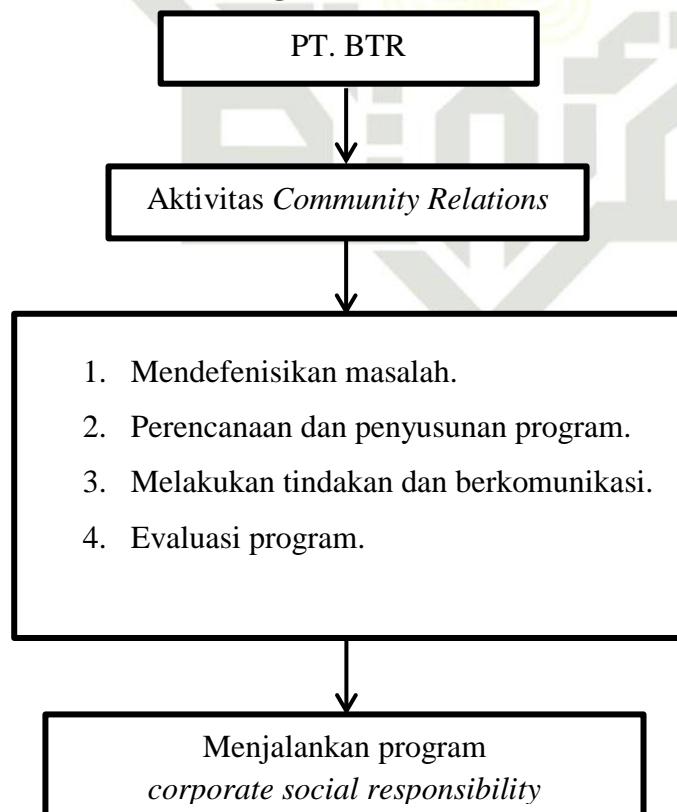 PT. BTR
Aktivitas Community Relations
1. Mendefenisikan masalah.
2. Perencanaan dan penyusunan program.
3. Melakukan tindakan dan berkomunikasi.
4. Evaluasi program.
Menjalankan program
corporate social responsibility